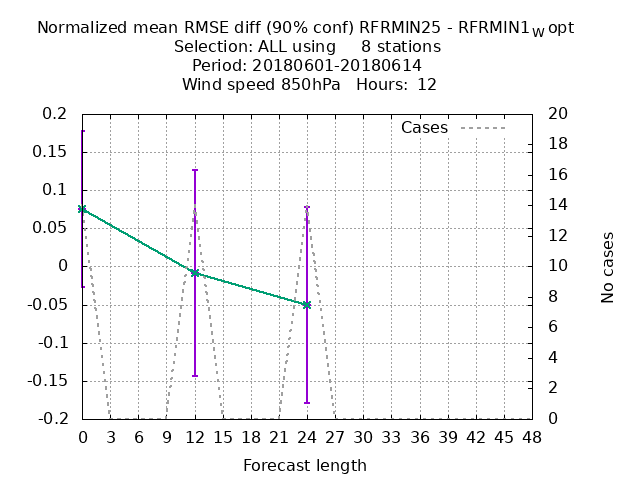 Normalized mean RMSE diff (90% conf) RFRMIN25 - RFRMIN1wopt
Selection: ALL using 8 stations
Period: 20180601-20180614
Wind speed 850hPa Hours: 12
Cases
0.2
0.15
0.1
0.05
0
-0.05
-0.1
-0.15
-0.2
20
18
16
14
12
10
8
6
4
2
0
No cases
0 3 6 9 12 15 18 21 24 27 30 33 36 39 42 45 48
Forecast length